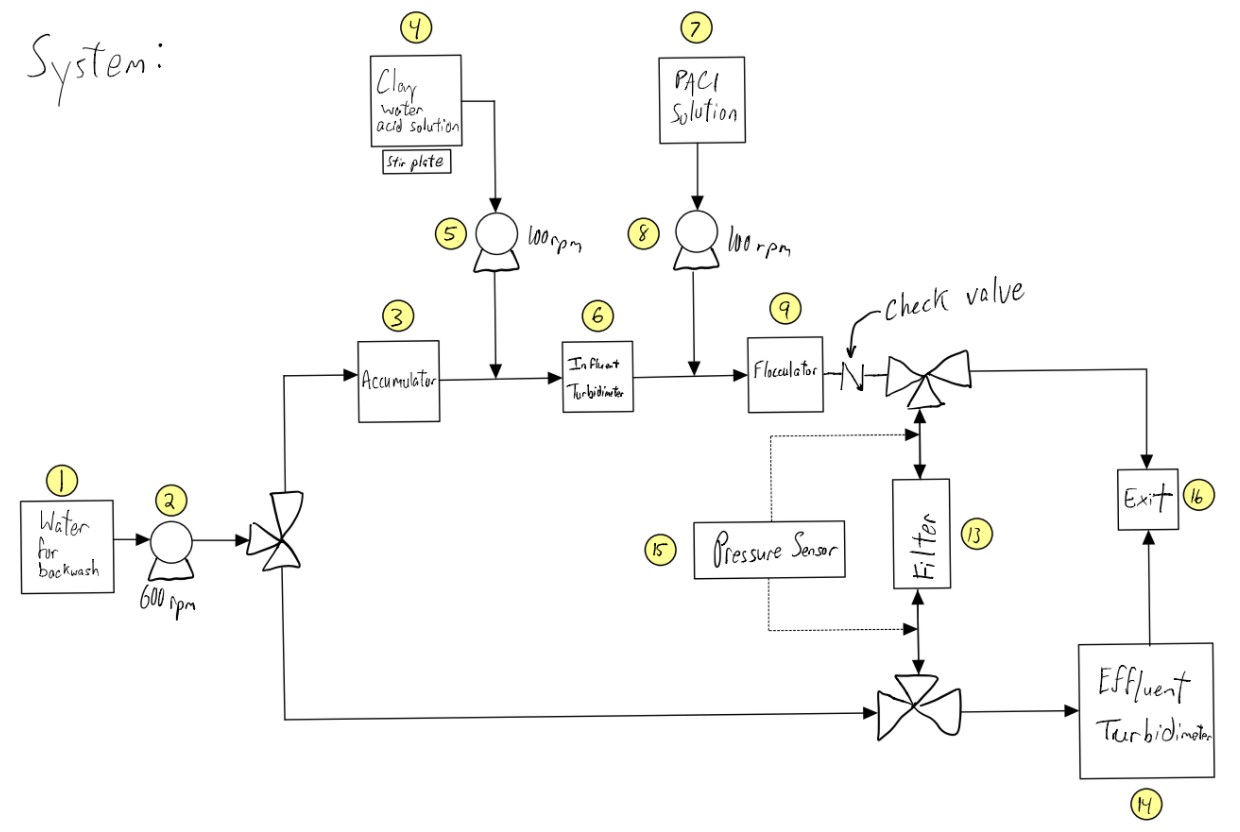 System:
4
Clay
water
acid solution
Stir plate
7
PACl
Solution
5
100rpm
8
100 rpm
3
Accumulator
6
Influent
Turbidimeter
9
Flocculator
Check valve
1
Water
for
backwash
2
600 rpm
15
Pressure Sensor
Filter
13
Exit
16
Effluent
Turbidimeter
14